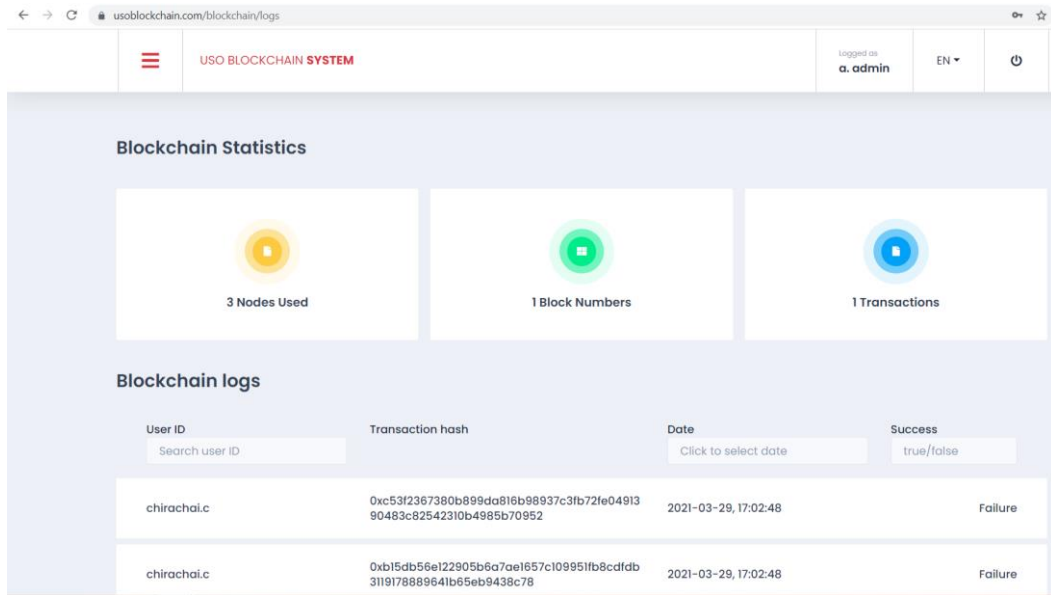 usoblockchain.com/blockchain/logs
USO BLOCKCHAIN SYSTEM
Logged as
a. admin
EN
Blockchain Statistics
3 Nodes Used
1 Block Numbers
1 Transactions
Blockchain logs
User ID
Transaction hash
Date
Success
Search user ID
Click to select date
true/false
chirachai.c
0xc53f2367380b899da816b98937c3fb72fe04913
90483c82542310b4985b70952
2021-03-29, 17:02:48
Failure
chirachai.c
0xb15db56e122905b6a7ae1657c109951fb8cdfdb
3119178889641b65eb9438c78
2021-03-29, 17:02:48
Failure